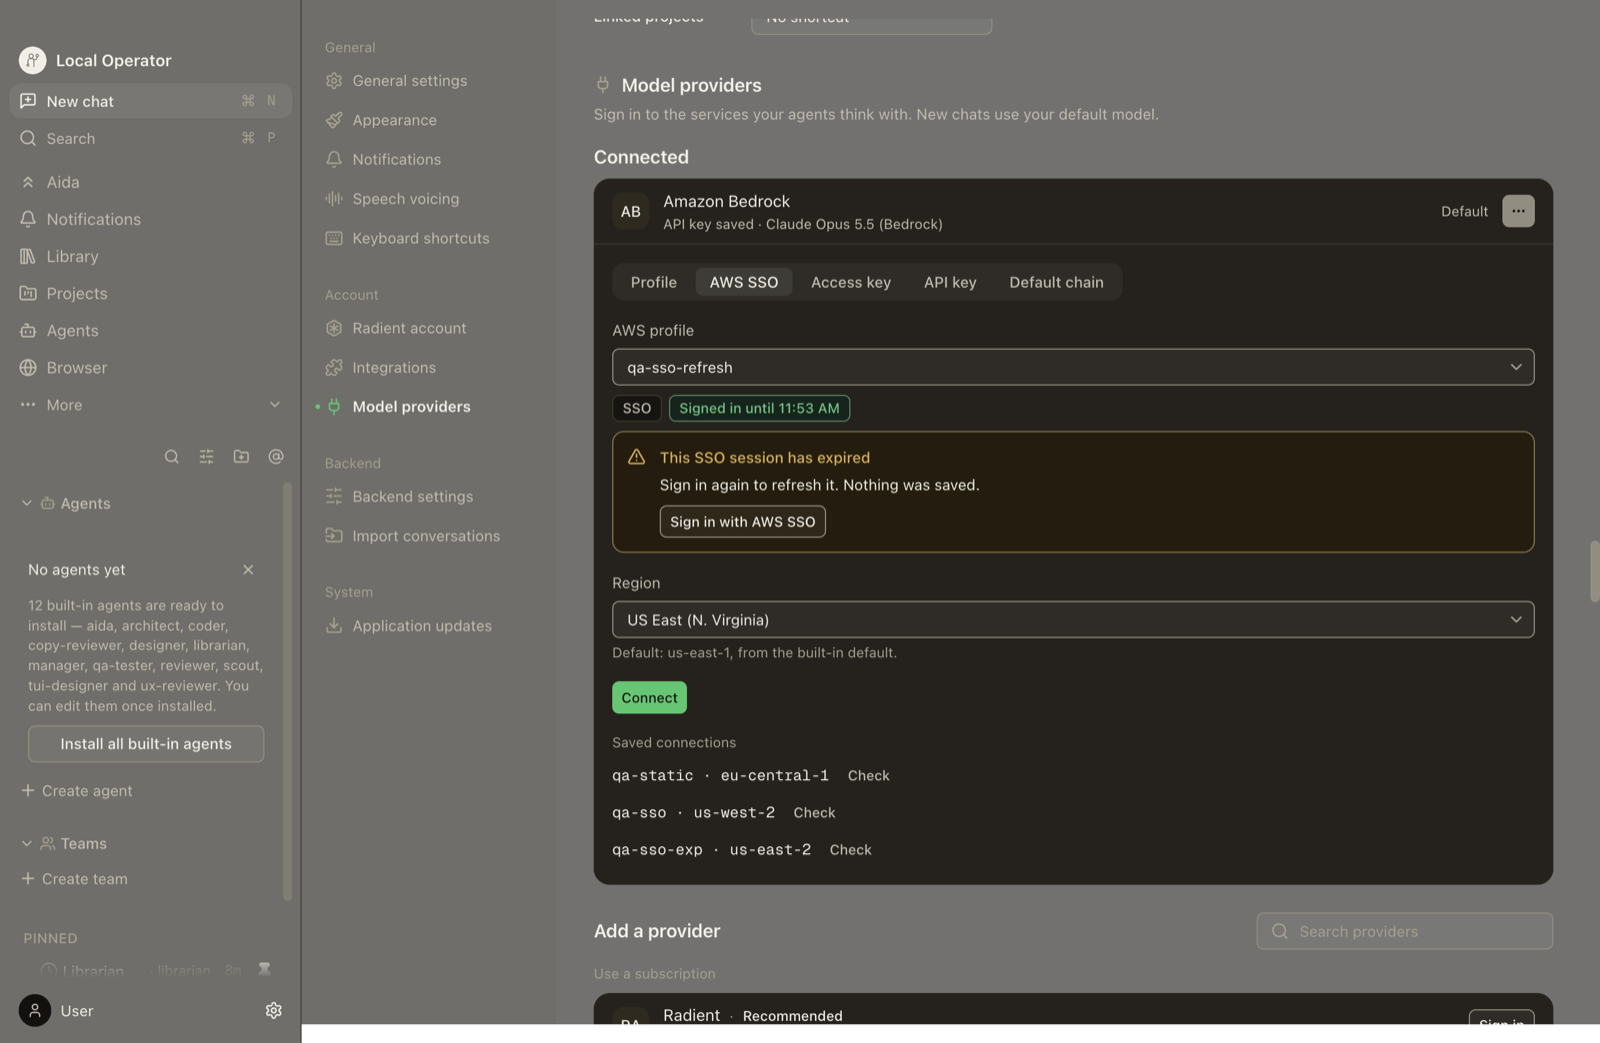 Local Operator
New chat ⌘ N
Search ⌘ P
Aida
Notifications
Library
Projects
Agents
Browser
More
Agents
No agents yet
12 built-in agents are ready to
install — aida, architect, coder,
copy-reviewer, designer, librarian,
manager, qa-tester, reviewer, scout,
tui-designer and ux-reviewer. You
can edit them once installed.
Install all built-in agents
Create agent
Teams
Create team
PINNED
Librarian · librarian 8m
User
General
General settings
Appearance
Notifications
Speech voicing
Keyboard shortcuts
Account
Radient account
Integrations
Model providers
Backend
Backend settings
Import conversations
System
Application updates
Linked projects No shortcut
Model providers
Sign in to the services your agents think with. New chats use your default model.
Connected
AB
Amazon Bedrock
API key saved · Claude Opus 5.5 (Bedrock)
Default
Profile AWS SSO Access key API key Default chain
AWS profile
qa-sso-refresh
SSO Signed in until 11:53 AM
This SSO session has expired
Sign in again to refresh it. Nothing was saved.
Sign in with AWS SSO
Region
US East (N. Virginia)
Default: us-east-1, from the built-in default.
Connect
Saved connections
qa-static · eu-central-1 Check
qa-sso · us-west-2 Check
qa-sso-exp · us-east-2 Check
Add a provider
Search providers
Use a subscription
RA
Radient · Recommended
Sign in